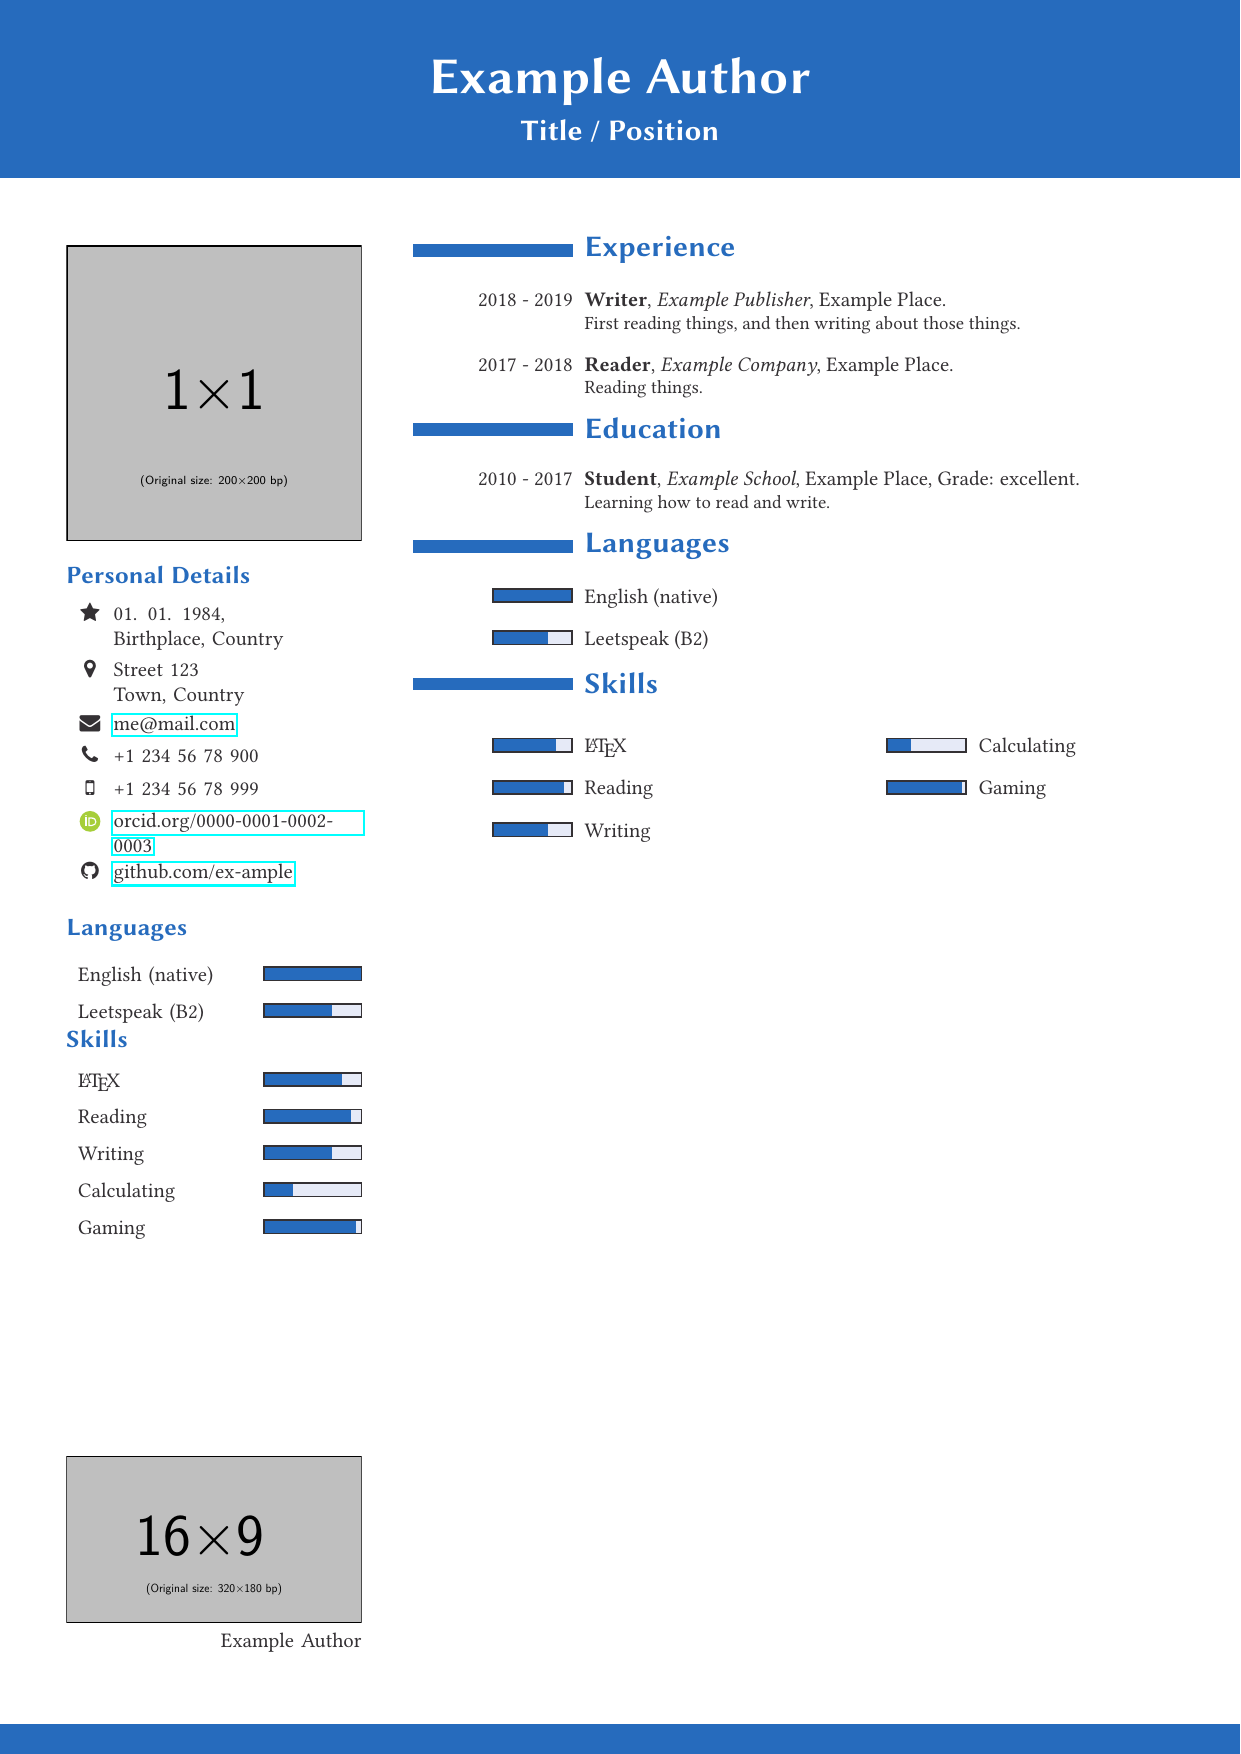 Example Author
Title / Position
1×1
(Original size: 200×200 bp)
Personal Details
01. 01. 1984,
Birthplace, Country
Street 123
Town, Country
me@mail.com
+1 234 56 78 900
+1 234 56 78 999
iD orcid.org/0000-0001-0002-
0003
github.com/ex-ample
Languages
English (native)
Leetspeak (B2)
Skills
LATEX
Reading
Writing
Calculating
Gaming
16×9
(Original size: 320×180 bp)
Example Author
Experience
2018 - 2019 Writer, Example Publisher, Example Place.
First reading things, and then writing about those things.
2017 - 2018 Reader, Example Company, Example Place.
Reading things.
Education
2010 - 2017 Student, Example School, Example Place, Grade: excellent.
Learning how to read and write.
Languages
English (native)
Leetspeak (B2)
Skills
LATEX Calculating
Reading Gaming
Writing